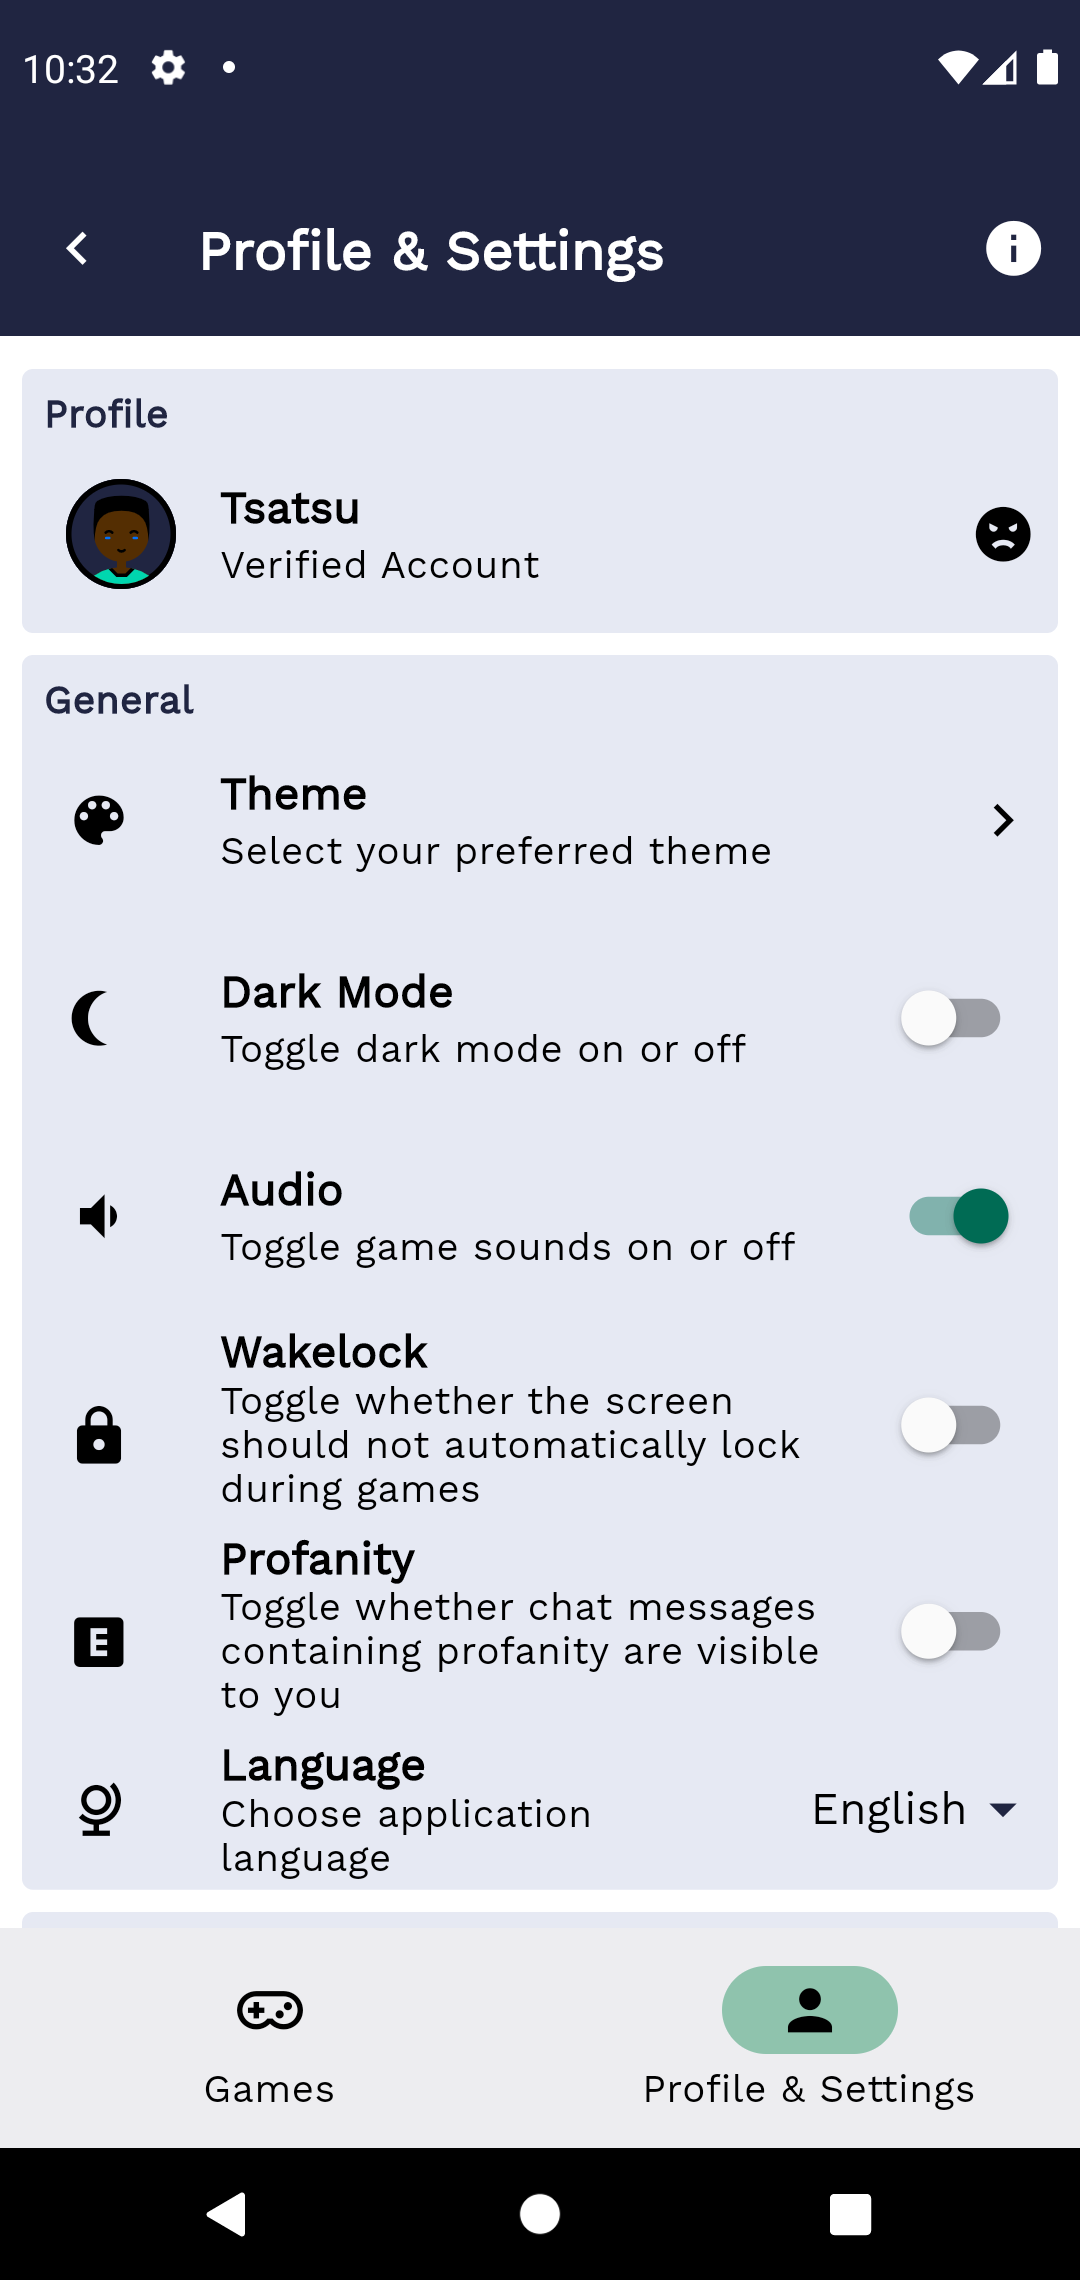 10:32
Profile & Settings
Profile
Tsatsu
Verified Account
General
Theme
Select your preferred theme
Dark Mode
Toggle dark mode on or off
Audio
Toggle game sounds on or off
Wakelock
Toggle whether the screen
should not automatically lock
during games
Profanity
Toggle whether chat messages
containing profanity are visible
to you
Language
Choose application
language
English
Games
Profile & Settings